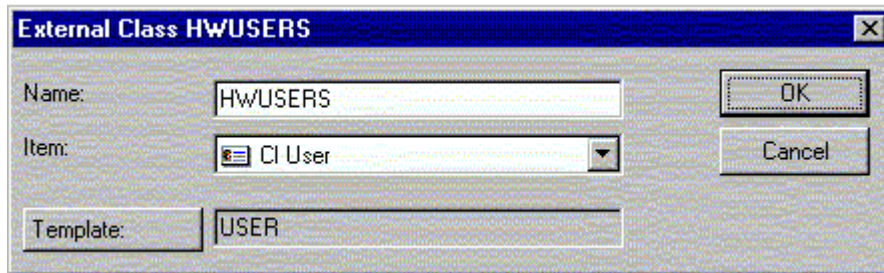 External Class HWUSERS
Name:
HWUSERS
OK
Item:
CI User
Cancel
Template:
USER